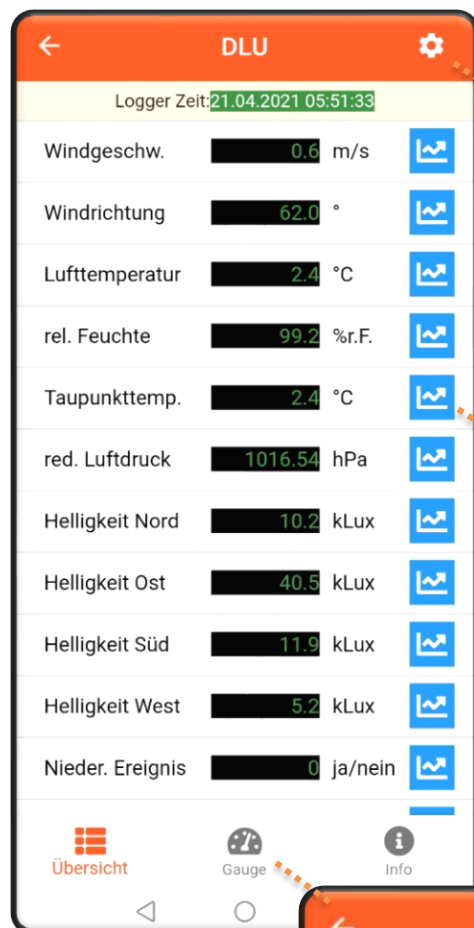 DLU
Logger Zeit:21.04.2021 05:51:33
Windgeschw. 0.6 m/s
Windrichtung 62.0 °
Lufttemperatur 2.4 °C
rel. Feuchte 99.2 %r.F.
Taupunkttemp. 2.4 °C
red. Luftdruck 1016.54 hPa
Helligkeit Nord 10.2 kLux
Helligkeit Ost 40.5 kLux
Helligkeit Süd 11.9 kLux
Helligkeit West 5.2 kLux
Nieder. Ereignis 0 ja/nein
Übersicht Gauge Info